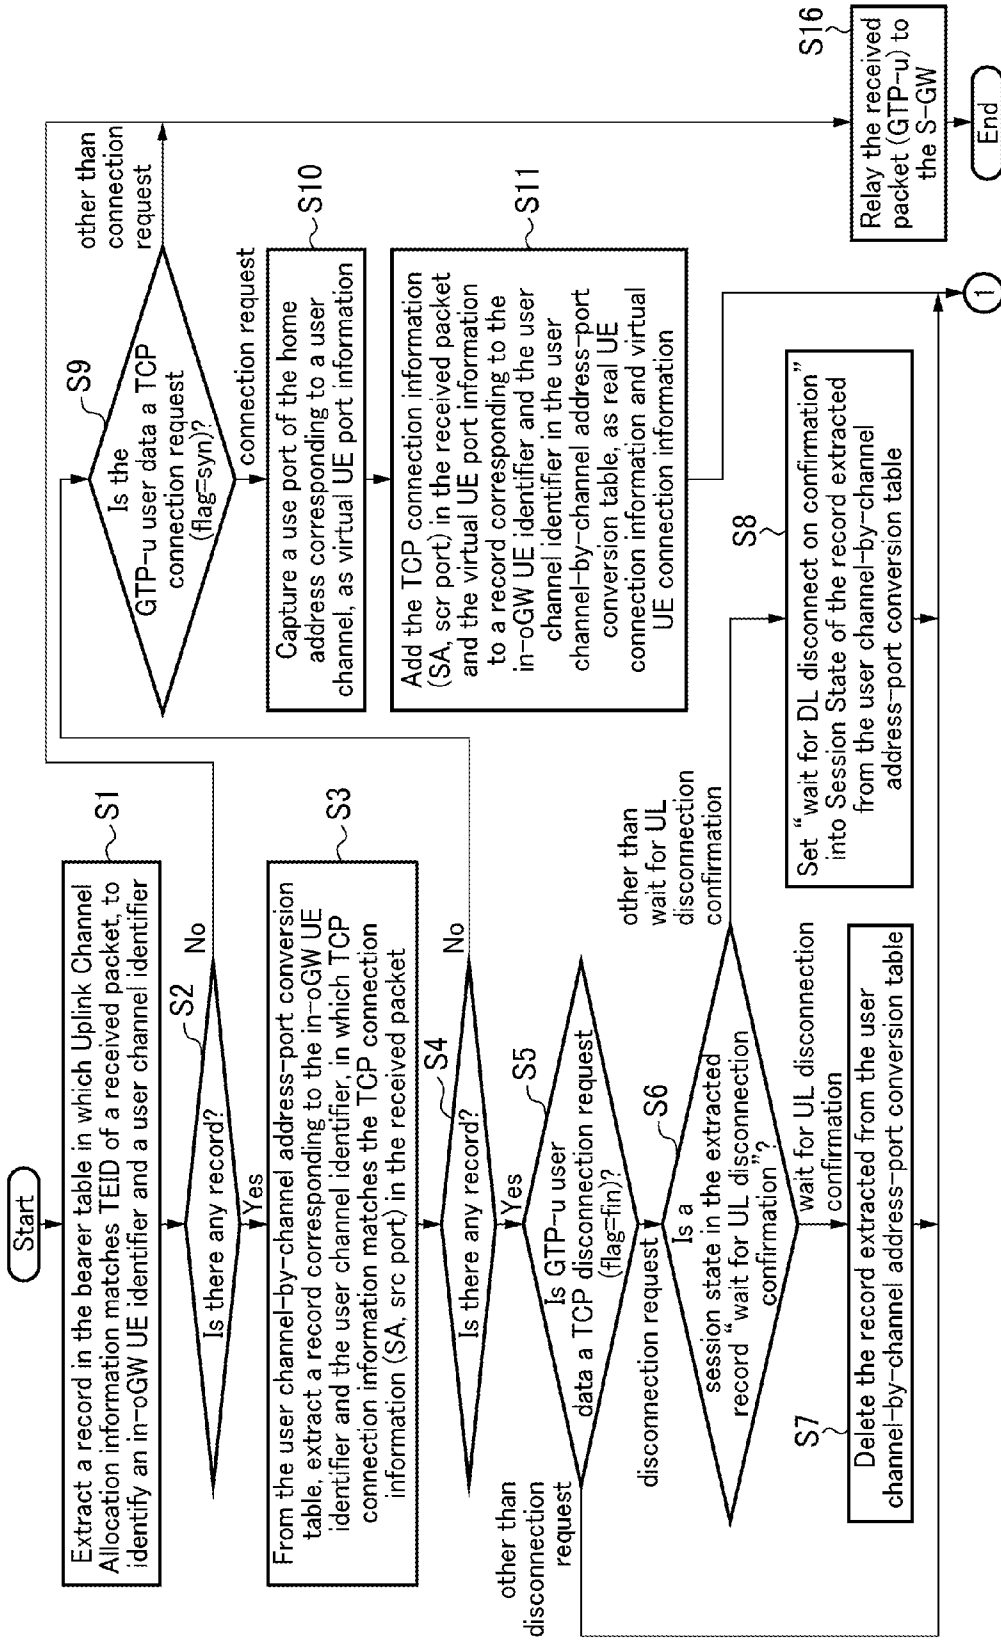 Start
S1
Extract a record in the bearer table in which Uplink Channel
Allocation information matches TEID of a received packet, to
identify an in-oGW UE identifier and a user channel identifier
S2
Is there any record?
No
Yes
S3
From the user channel-by-channel address-port conversion
table, extract a record corresponding to the in-oGW UE
identifier and the user channel identifier, in which TCP
connection information matches the TCP connection
information (SA, src port) in the received packet
S4
Is there any record?
No
Yes
S5
Is GTP-u user
data a TCP disconnection request
(flag=fin)?
other than
disconnection
request
disconnection request
S6
Is a
session state in the extracted
record "wait for UL disconnection
confirmation"?
other than
wait for UL
disconnection
confirmation
wait for UL disconnection
confirmation
S7
Delete the record extracted from the user
channel-by-channel address-port conversion table
S8
Set "wait for DL disconnect on confirmation"
into Session State of the record extracted
from the user channel-by-channel
address-port conversion table
S9
Is the
GTP-u user data a TCP
connection request
(flag=syn)?
other than
connection
request
connection request
S10
Capture a use port of the home
address corresponding to a user
channel, as virtual UE port information
S11
Add the TCP connection information
(SA, scr port) in the received packet
and the virtual UE port information
to a record corresponding to the
in-oGW UE identifier and the user
channel identifier in the user
channel-by-channel address-port
conversion table, as real UE
connection information and virtual
UE connection information
1
S16
Relay the received
packet (GTP-u) to
the S-GW
End